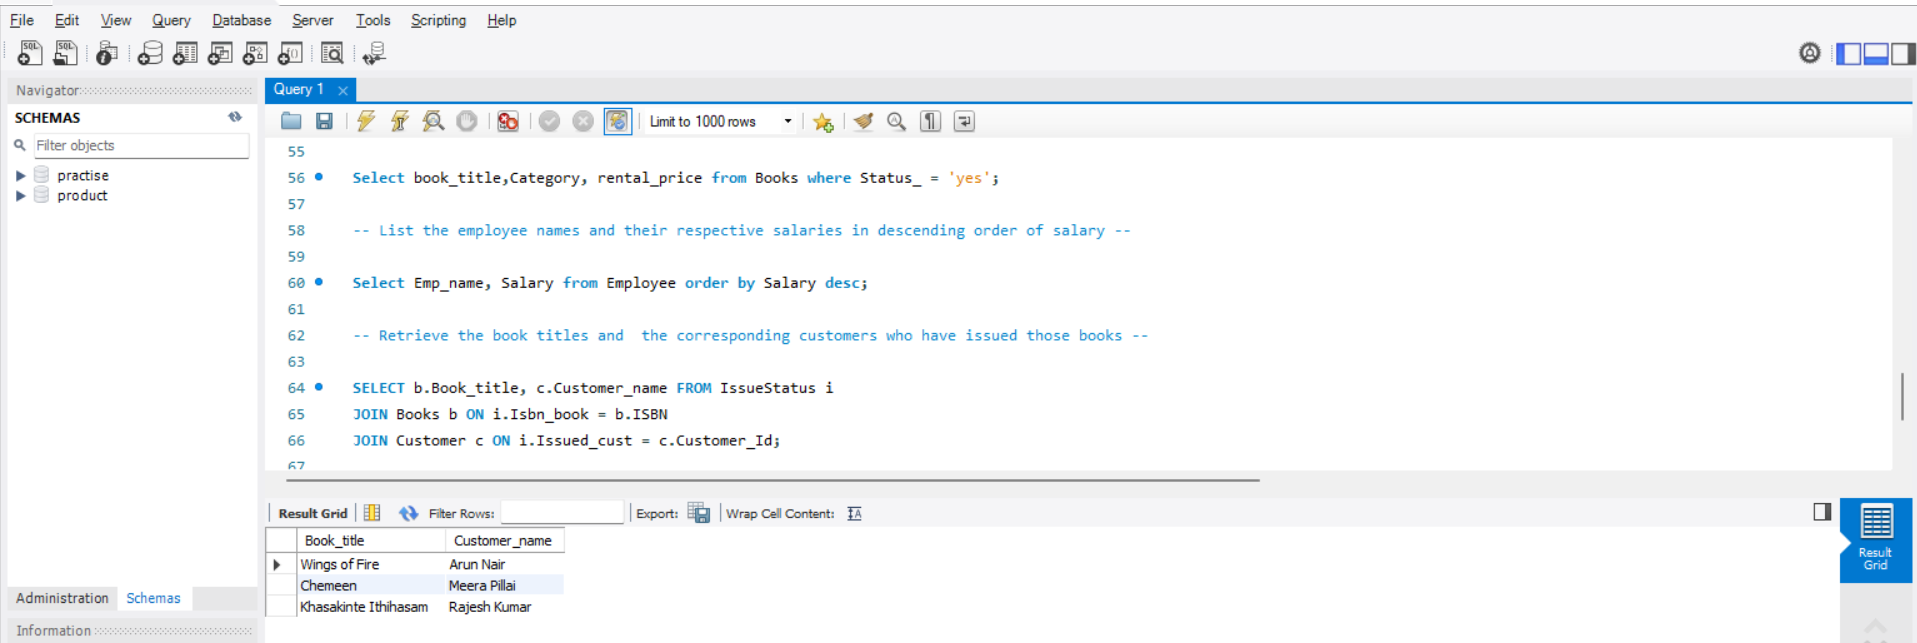 File Edit View Query Database Server Tools Scripting Help
Navigator
Query 1
SCHEMAS
Limit to 1000 rows
Filter objects
practise
product
55
56 Select book_title,Category, rental_price from Books where Status_ = 'yes';
57
58 -- List the employee names and their respective salaries in descending order of salary --
59
60 Select Emp_name, Salary from Employee order by Salary desc;
61
62 -- Retrieve the book titles and  the corresponding customers who have issued those books --
63
64 SELECT b.Book_title, c.Customer_name FROM IssueStatus i
65 JOIN Books b ON i.Isbn_book = b.ISBN
66 JOIN Customer c ON i.Issued_cust = c.Customer_Id;
67
Result Grid Filter Rows: Export: Wrap Cell Content:
Book_title Customer_name
Wings of Fire Arun Nair
Chemeen Meera Pillai
Khasakinte Ithihasam Rajesh Kumar
Result
Grid
Administration Schemas
Information